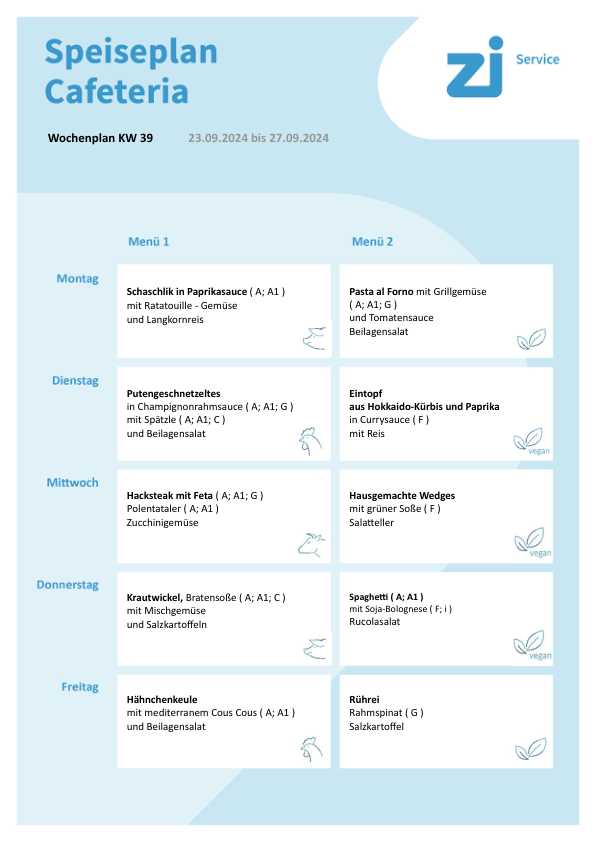 Speiseplan
Cafeteria
zi Service
Wochenplan KW 39 23.09.2024 bis 27.09.2024
Menü 1
Menü 2
Montag
Schaschlik in Paprikasauce ( A; A1 )
mit Ratatouille - Gemüse
und Langkornreis
Pasta al Forno mit Grillgemüse
( A; A1; G )
und Tomatensauce
Beilagensalat
Dienstag
Putengeschnetzeltes
in Champignonrahmsauce ( A; A1; G )
mit Spätzle ( A; A1; C )
und Beilagensalat
Eintopf
aus Hokkaido-Kürbis und Paprika
in Currysauce ( F )
mit Reis
vegan
Mittwoch
Hacksteak mit Feta ( A; A1; G )
Polentataler ( A; A1 )
Zucchinigemüse
Hausgemachte Wedges
mit grüner Soße ( F )
Salatteller
vegan
Donnerstag
Krautwickel, Bratensoße ( A; A1; C )
mit Mischgemüse
und Salzkartoffeln
Spaghetti ( A; A1 )
mit Soja-Bolognese ( F; i )
Rucolasalat
vegan
Freitag
Hähnchenkeule
mit mediterranem Cous Cous ( A; A1 )
und Beilagensalat
Rührei
Rahmspinat ( G )
Salzkartoffel